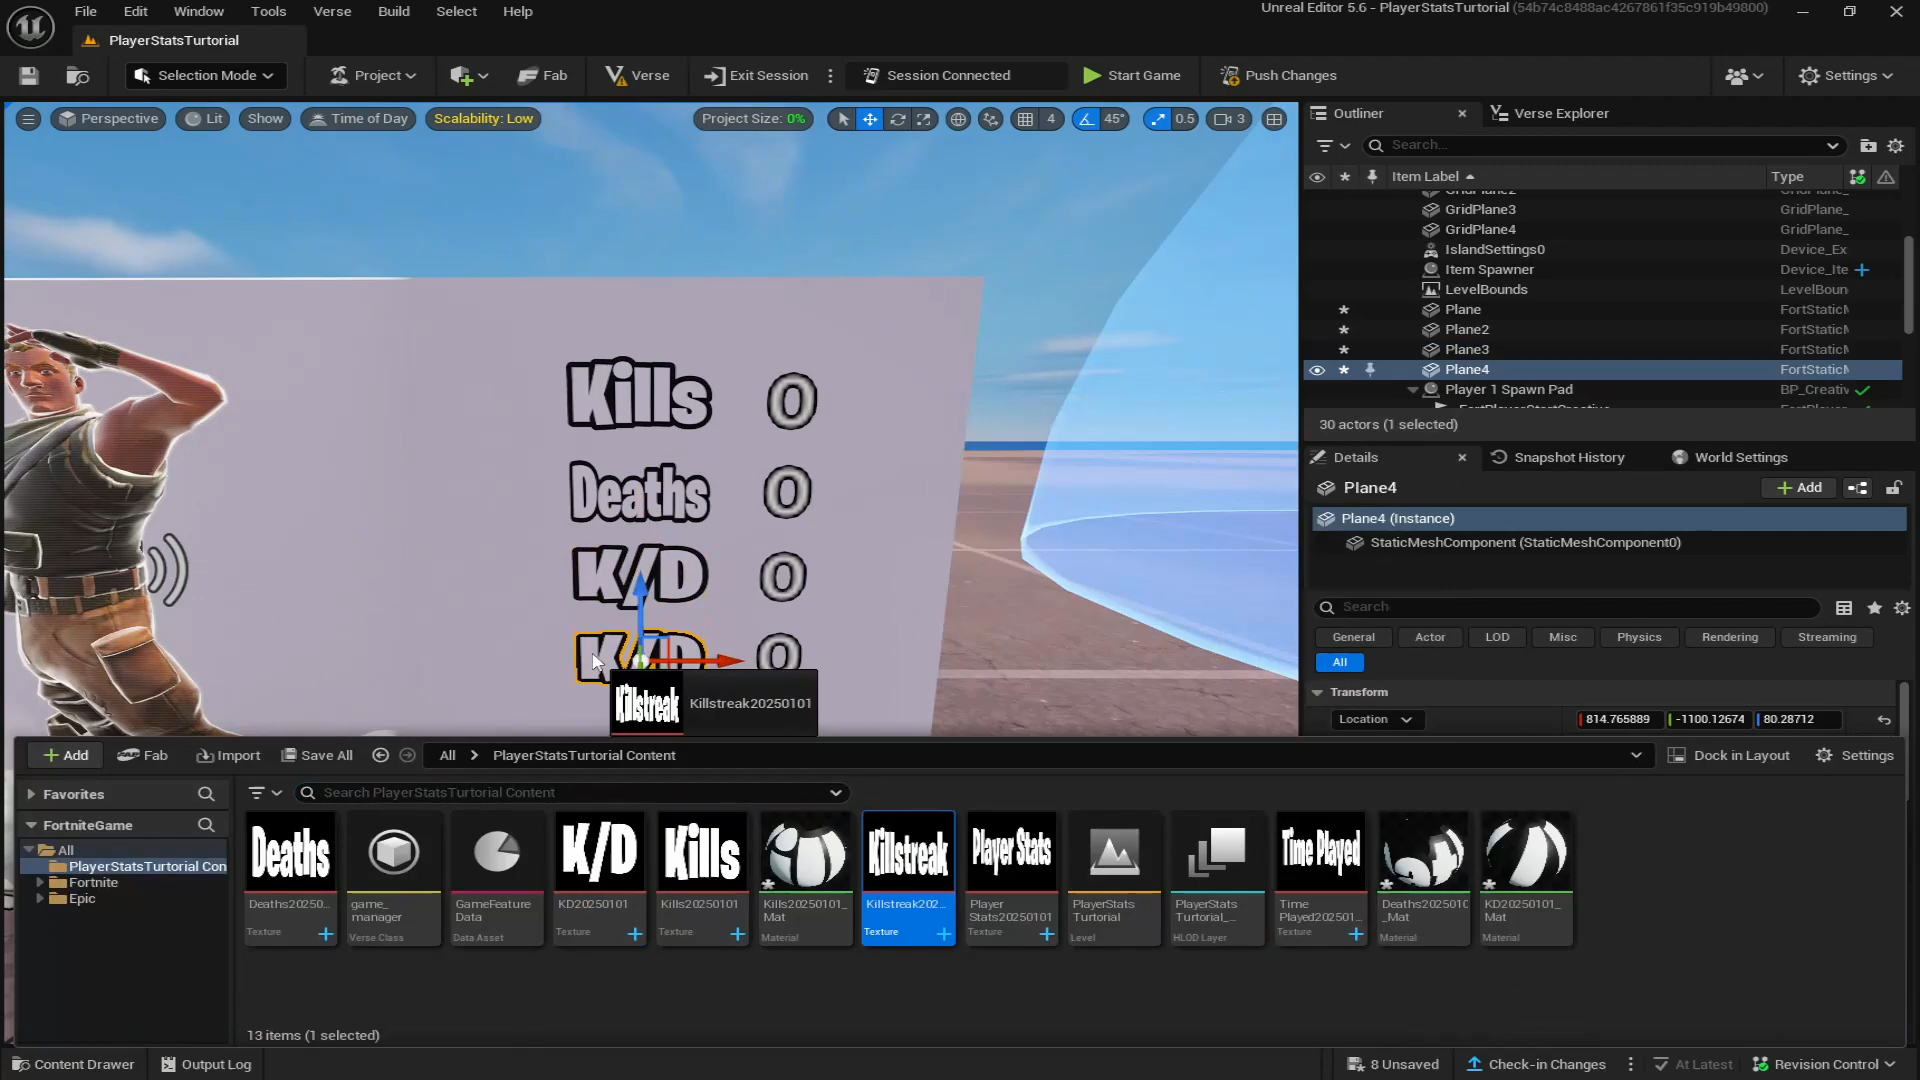 File Edit Window Tools Verse Build Select Help
Unreal Editor 5.6 - PlayerStatsTurtorial (54b74c8488ac4267861f35c919b49800)
PlayerStatsTurtorial
Selection Mode Project Fab Verse Exit Session Session Connected Start Game Push Changes Settings
Perspective Lit Show Time of Day Scalability: Low Project Size: 0% 4 45° 0.5 3
Outliner Verse Explorer
Search...
Item Label Type
GridPlane2 GridPlane_
GridPlane3 GridPlane_
GridPlane4 GridPlane_
IslandSettings0 Device_Ex
Item Spawner Device_Ite
LevelBounds LevelBoun
Plane FortStaticM
Plane2 FortStaticM
Plane3 FortStaticM
Plane4 FortStaticM
Player 1 Spawn Pad BP_Creativ
FortPlayerStartCreative FortPlayer
30 actors (1 selected)
Kills 0
Deaths 0
K/D 0
K/D 0
Killstreak Killstreak20250101
Details Snapshot History World Settings
Plane4 Add
Plane4 (Instance)
StaticMeshComponent (StaticMeshComponent0)
Search
General Actor LOD Misc Physics Rendering Streaming
All
Transform
Location 814.765889 -1100.12674 80.28712
Add Fab Import Save All All PlayerStatsTurtorial Content Dock in Layout Settings
Favorites
Search PlayerStatsTurtorial Content
FortniteGame
All
PlayerStatsTurtorial Con
Fortnite
Epic
Deaths K/D Kills Killstreak Player Stats Time Played
Deaths20250... Texture
game_ manager Verse Class
GameFeature Data Data Asset
KD20250101 Texture
Kills20250101 Texture
Kills20250101_ Mat Material
Killstreak202... Texture
Player Stats20250101 Texture
PlayerStats Turtorial Level
PlayerStats Turtorial_... HLOD Layer
Time Played202501... Texture
Deaths2025010 _Mat Material
KD20250101_ Mat Material
13 items (1 selected)
Content Drawer Output Log 8 Unsaved Check-in Changes At Latest Revision Control